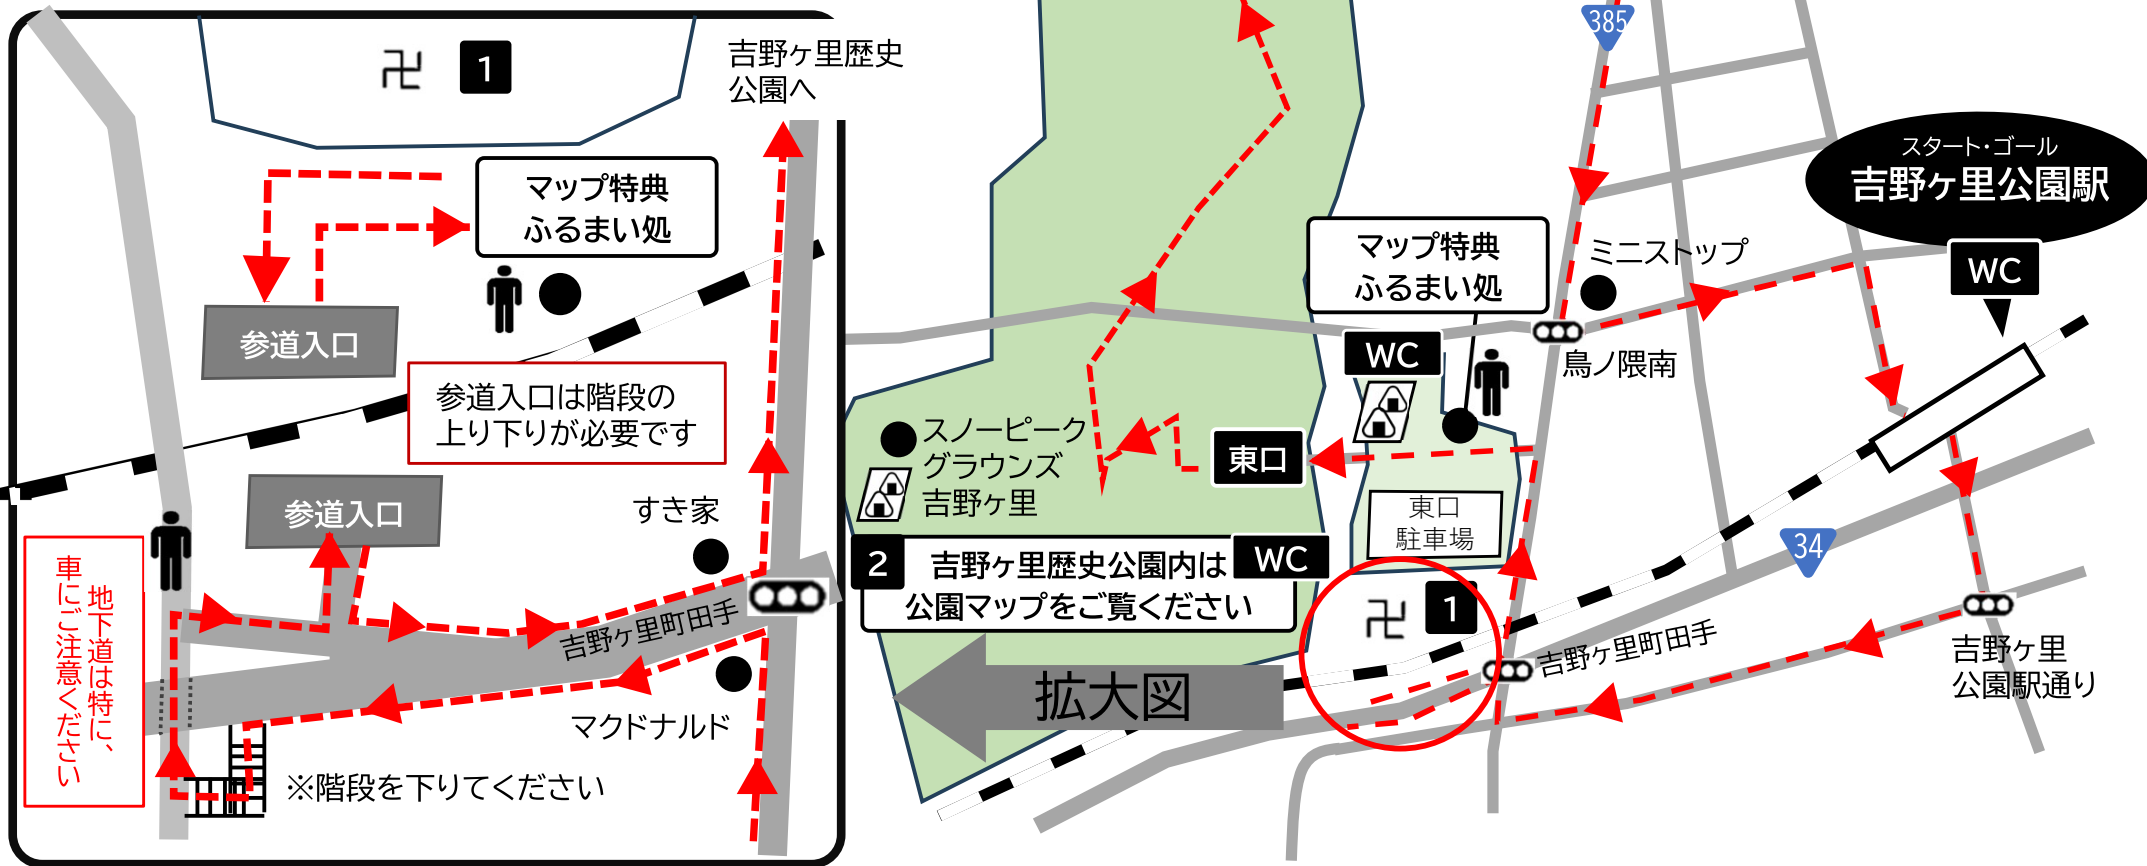 卍 1
吉野ヶ里歴史
公園へ
マップ特典
ふるまい処
参道入口
参道入口は階段の
上り下りが必要です
参道入口
すき家
地下道は特に、
車にご注意ください
吉野ヶ里町田手
マクドナルド
※階段を下りてください
385
スタート・ゴール
吉野ヶ里公園駅
WC
ミニストップ
マップ特典
ふるまい処
WC
鳥ノ隈南
スノーピーク
グラウンズ
吉野ヶ里
東口
東口
駐車場
34
2
吉野ヶ里歴史公園内は
公園マップをご覧ください
WC
卍 1
吉野ヶ里町田手
吉野ヶ里
公園駅通り
拡大図